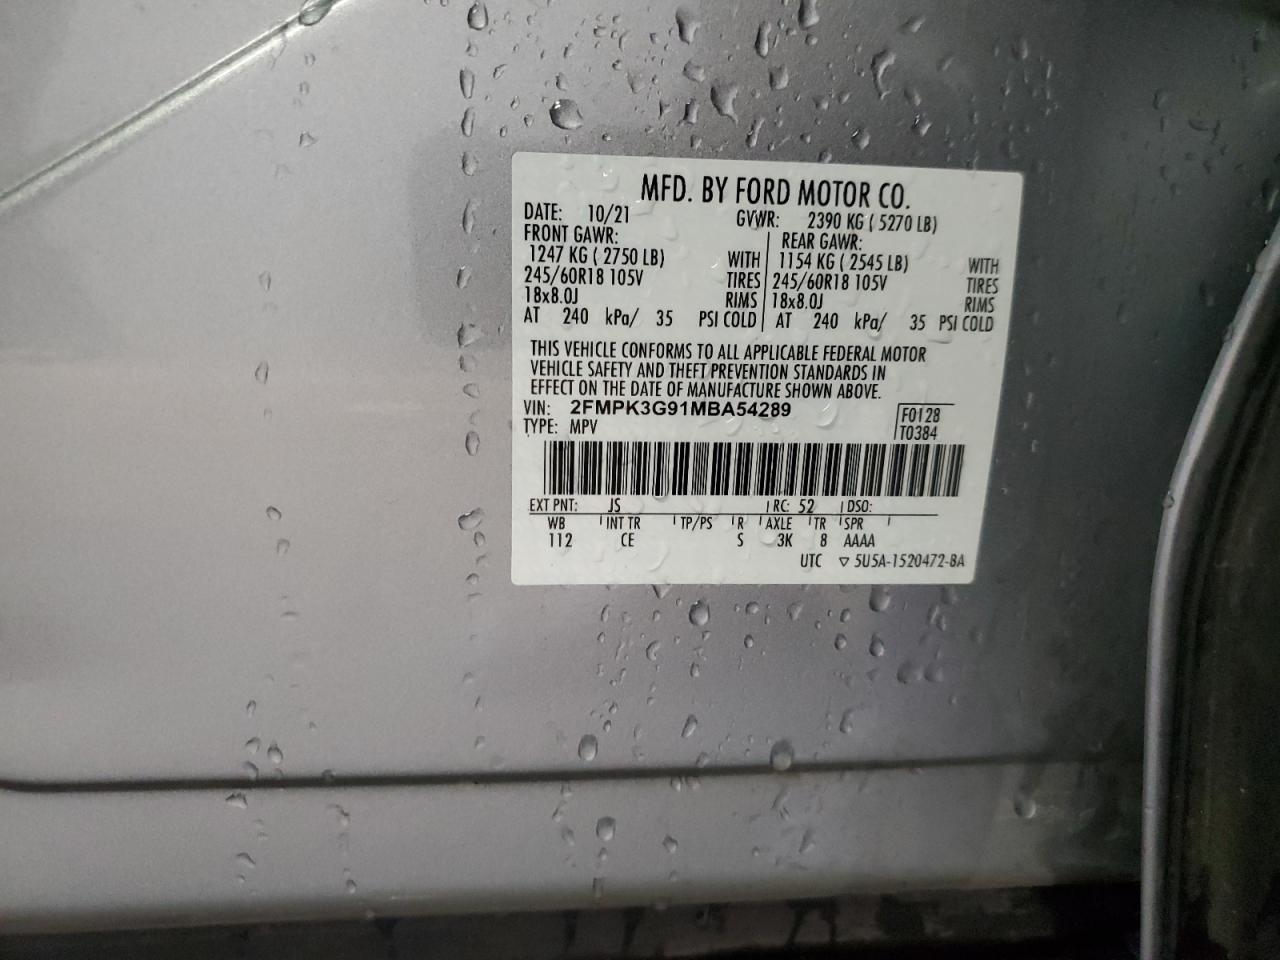 MFD. BY FORD MOTOR CO.
DATE: 10/21 GVWR: 2390 KG ( 5270 LB)
FRONT GAWR: REAR GAWR:
1247 KG ( 2750 LB) WITH 1154 KG ( 2545 LB) WITH
245/60R18 105V TIRES 245/60R18 105V TIRES
18x8.0J RIMS 18x8.0J RIMS
AT 240 kPa/ 35 PSI COLD AT 240 kPa/ 35 PSI COLD
THIS VEHICLE CONFORMS TO ALL APPLICABLE FEDERAL MOTOR
VEHICLE SAFETY AND THEFT PREVENTION STANDARDS IN
EFFECT ON THE DATE OF MANUFACTURE SHOWN ABOVE.
VIN: 2FMPK3G91MBA54289 F0128
TYPE: MPV T0384
EXT PNT: JS RC: 52 DSO:
WB INT TR TP/PS R AXLE TR SPR
112 CE S 3K 8 AAAA
UTC ▽ 5U5A-1520472-BA